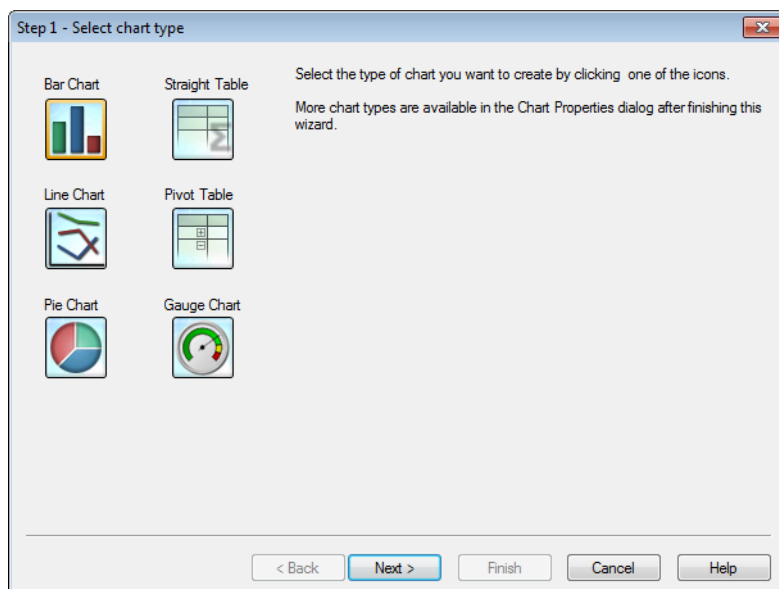 Step 1 - Select chart type
Bar Chart
Straight Table
Line Chart
Pivot Table
Pie Chart
Gauge Chart
Select the type of chart you want to create by clicking one of the icons.
More chart types are available in the Chart Properties dialog after finishing this
wizard.
< Back
Next >
Finish
Cancel
Help